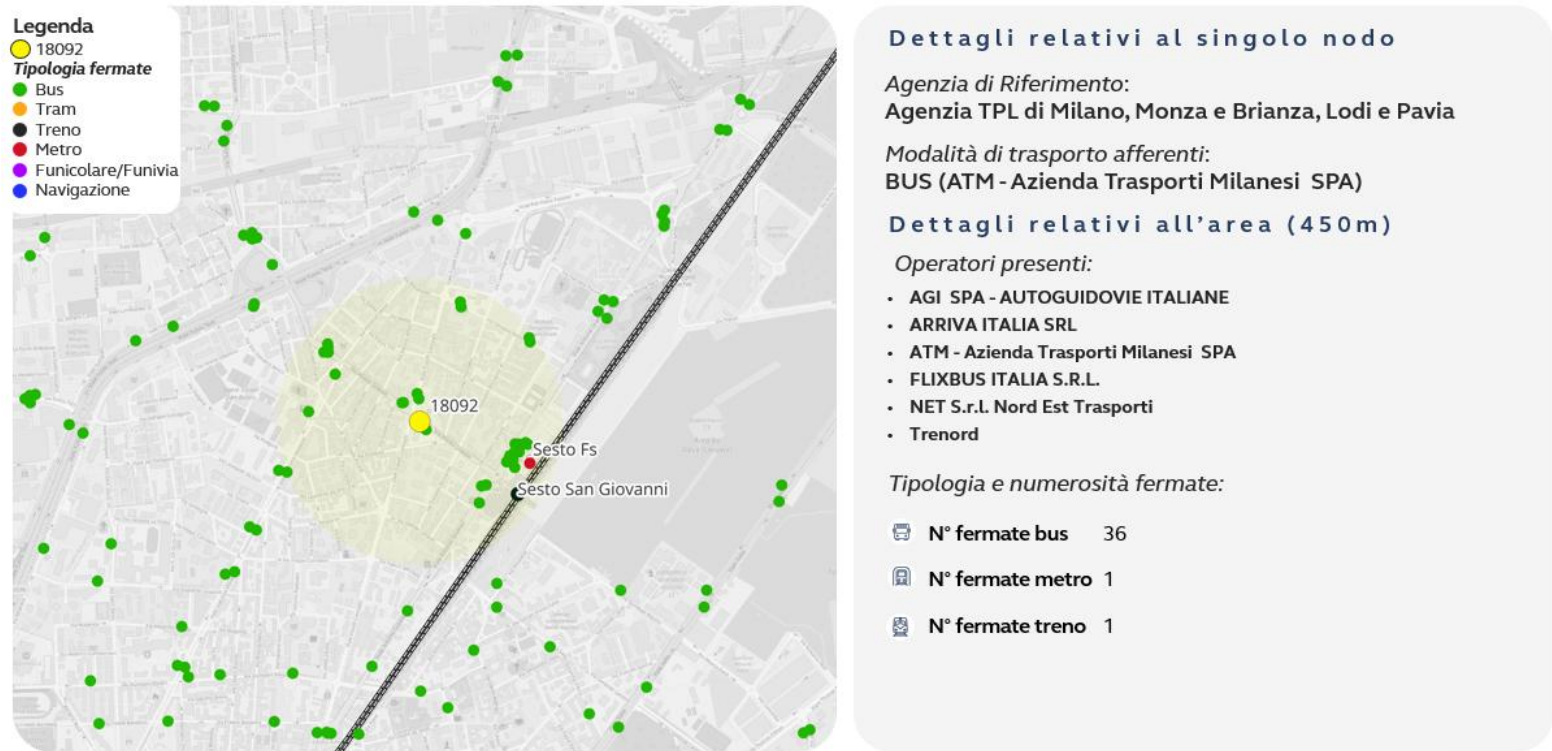 Legenda
18092
Tipologia fermate
Bus
Tram
Treno
Metro
Funicolare/Funivia
Navigazione
18092
Sesto Fs
Sesto San Giovanni
Dettagli relativi al singolo nodo
Agenzia di Riferimento:
Agenzia TPL di Milano, Monza e Brianza, Lodi e Pavia
Modalità di trasporto afferenti:
BUS (ATM - Azienda Trasporti Milanesi SPA)
Dettagli relativi all'area (450m)
Operatori presenti:
• AGI SPA - AUTOGUIDOVIE ITALIANE
• ARRIVA ITALIA SRL
• ATM - Azienda Trasporti Milanesi SPA
• FLIXBUS ITALIA S.R.L.
• NET S.r.l. Nord Est Trasporti
• Trenord
Tipologia e numerosità fermate:
N° fermate bus 36
N° fermate metro 1
N° fermate treno 1